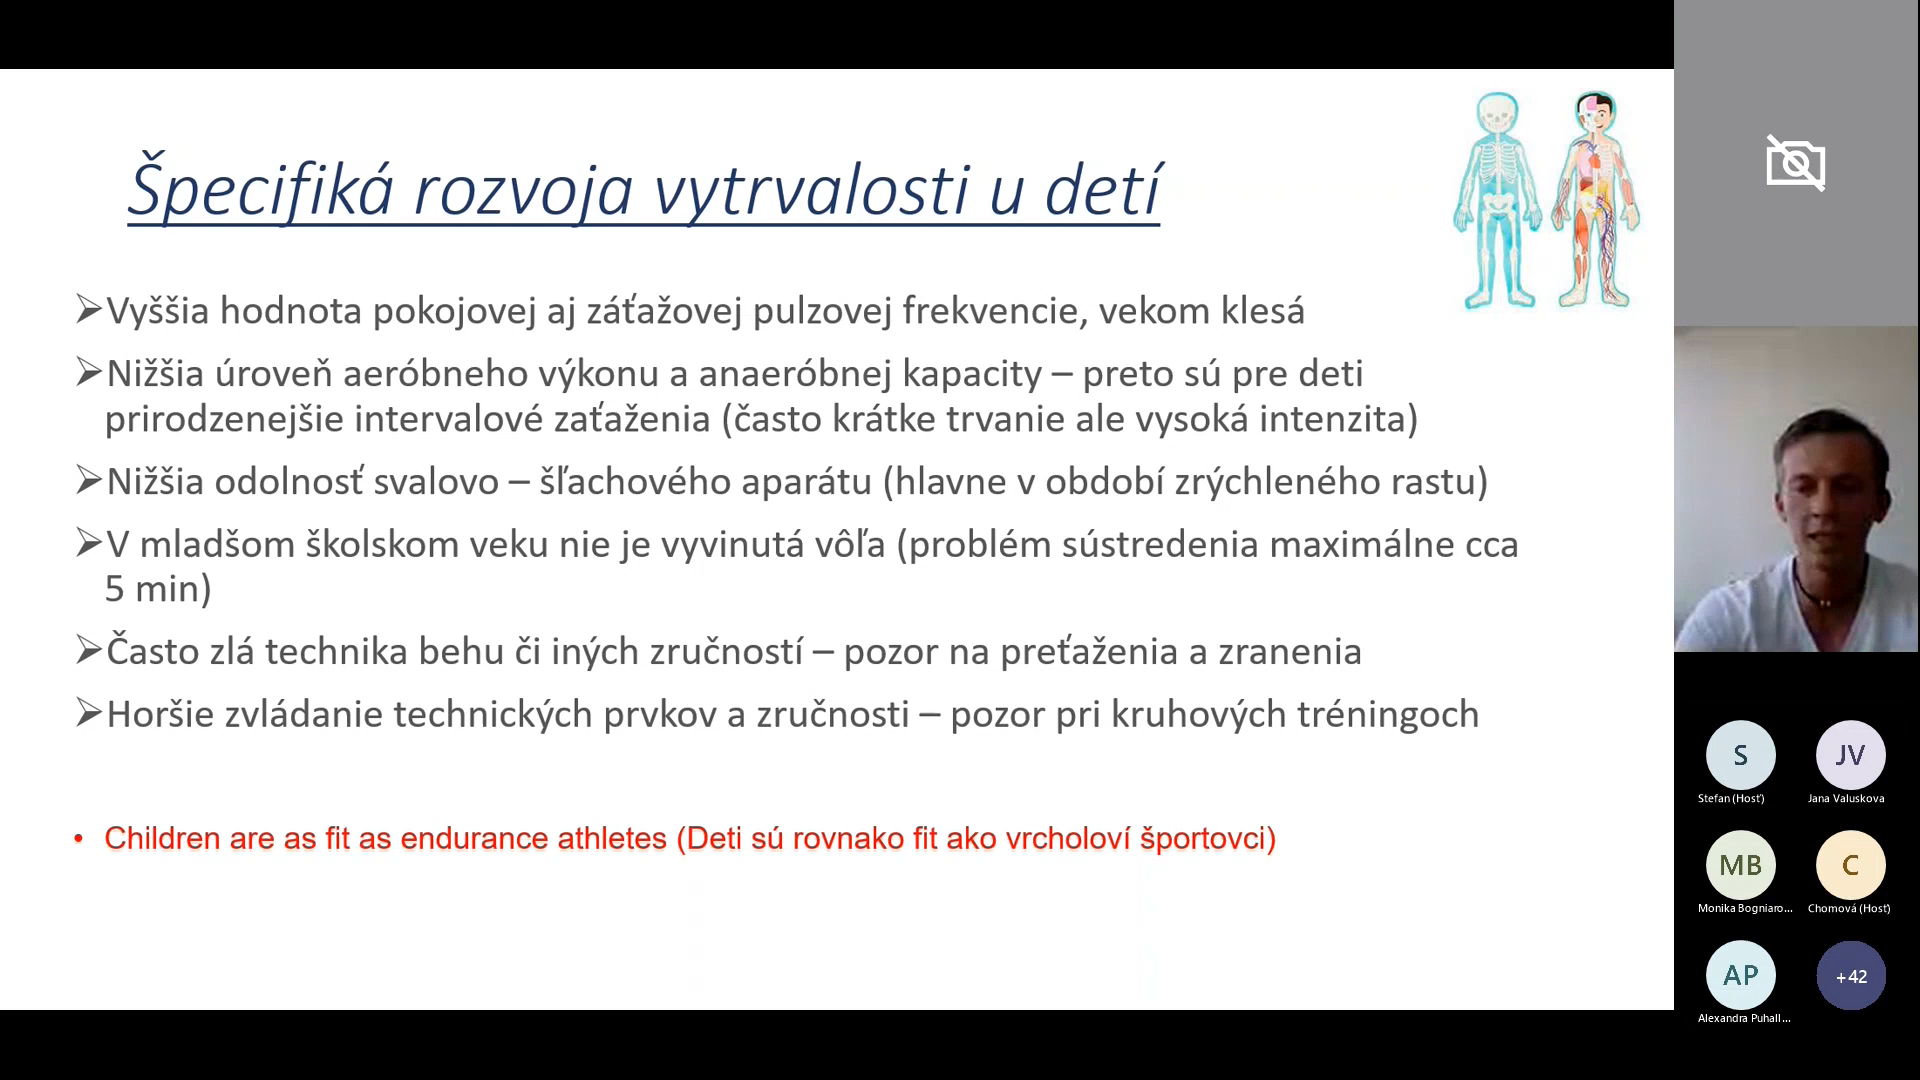 Špecifiká rozvoja vytrvalosti u detí
➢Vyššia hodnota pokojovej aj záťažovej pulzovej frekvencie, vekom klesá
➢Nižšia úroveň aeróbneho výkonu a anaeróbnej kapacity – preto sú pre deti
prirodzenejšie intervalové zaťaženia (často krátke trvanie ale vysoká intenzita)
➢Nižšia odolnosť svalovo – šľachového aparátu (hlavne v období zrýchleného rastu)
➢V mladšom školskom veku nie je vyvinutá vôľa (problém sústredenia maximálne cca
5 min)
➢Často zlá technika behu či iných zručností – pozor na preťaženia a zranenia
➢Horšie zvládanie technických prvkov a zručnosti – pozor pri kruhových tréningoch
• Children are as fit as endurance athletes (Deti sú rovnako fit ako vrcholoví športovci)
S
JV
Stefan (Hosť)
Jana Valuskova
MB
C
Monika Bogniaro...
Chomová (Hosť)
AP
+42
Alexandra Puhall...